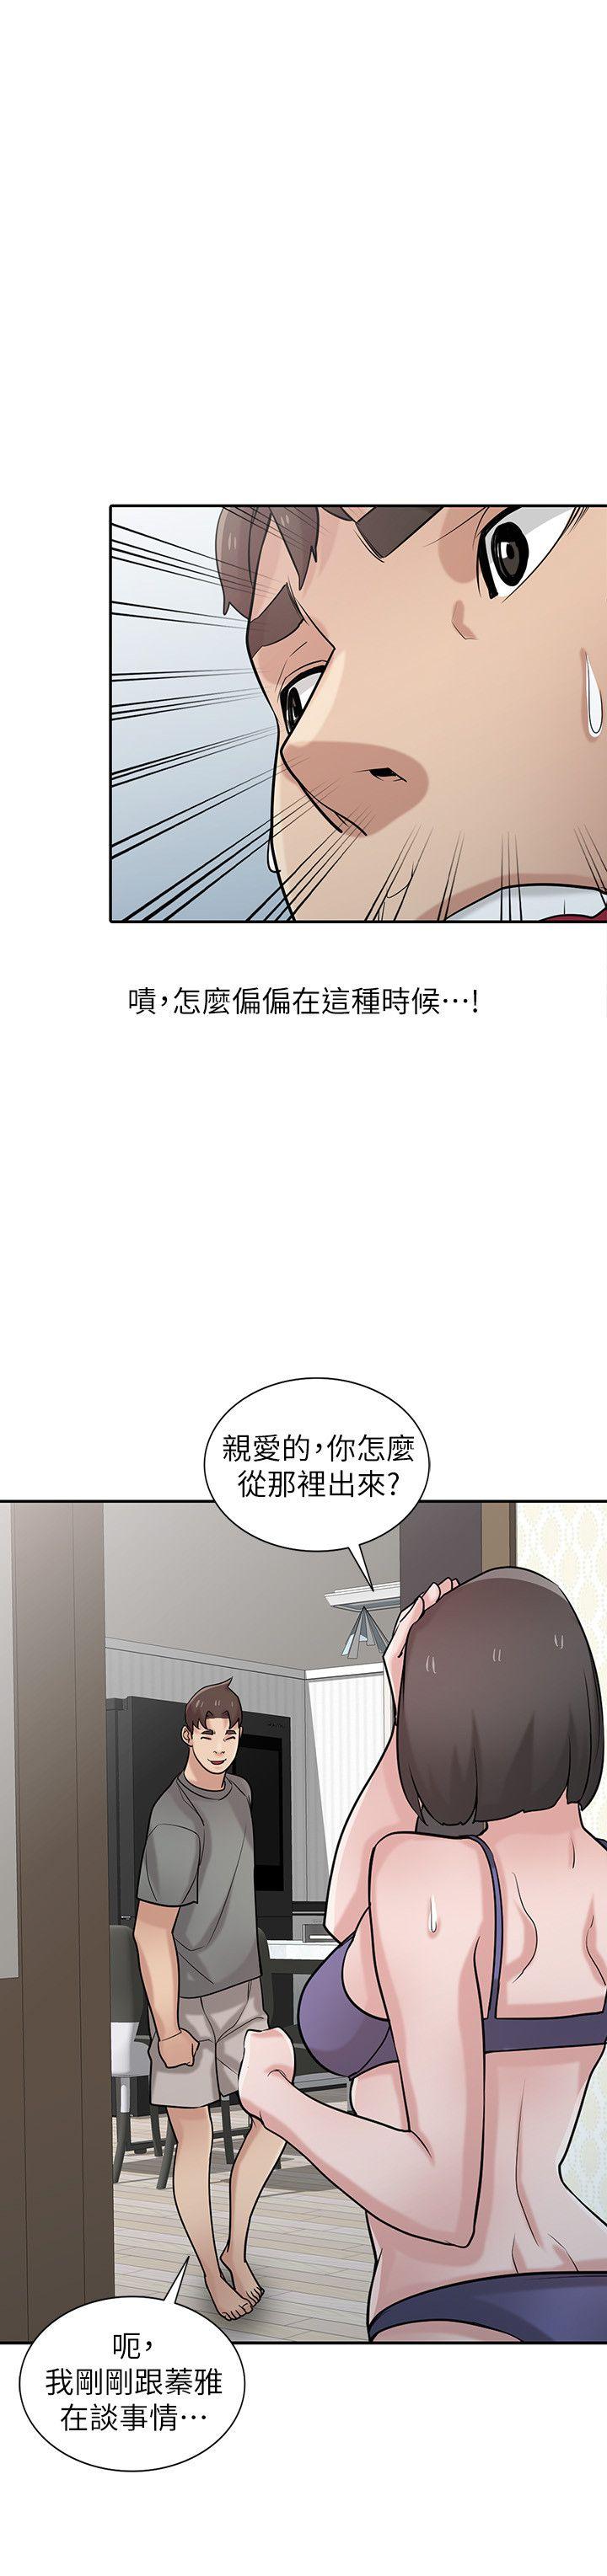 嘖，怎麼偏偏在這種時候…!
親愛的，你怎麼
從那裡出來?
呃，
我剛剛跟蓁雅
在談事情…